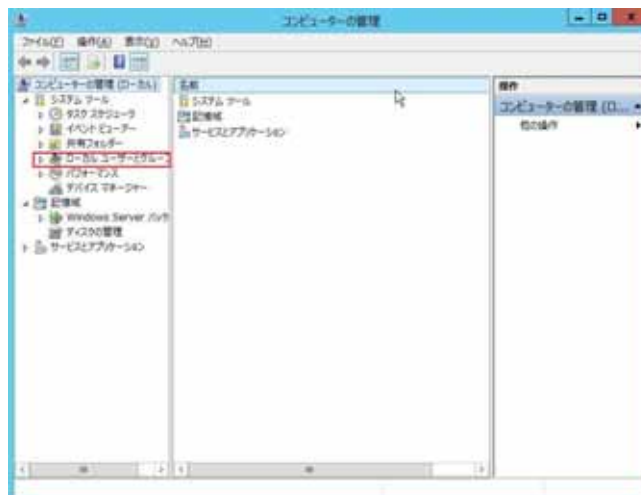 コンピューターの管理
ファイル(F) 操作(A) 表示(V) ヘルプ(H)
コンピューターの管理 (ローカル)
システム ツール
タスク スケジューラ
イベント ビューアー
共有フォルダー
ローカル ユーザーとグルー
パフォーマンス
デバイス マネージャー
記憶域
Windows Server バック
ディスクの管理
サービスとアプリケーション
名前
システム ツール
記憶域
サービスとアプリケーション
操作
コンピューターの管理 (ロ...
他の操作